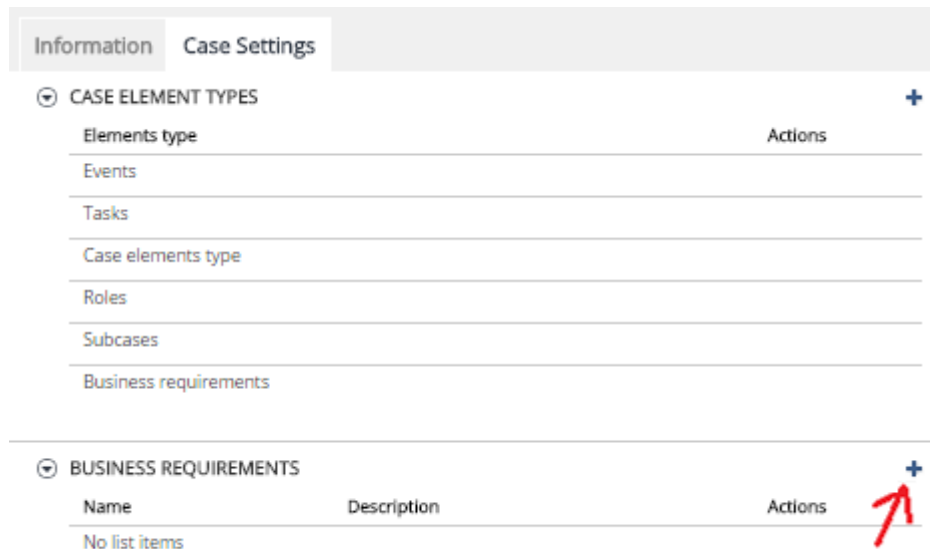 Information Case Settings
CASE ELEMENT TYPES
Elements type Actions
Events
Tasks
Case elements type
Roles
Subcases
Business requirements
BUSINESS REQUIREMENTS
Name Description Actions
No list items